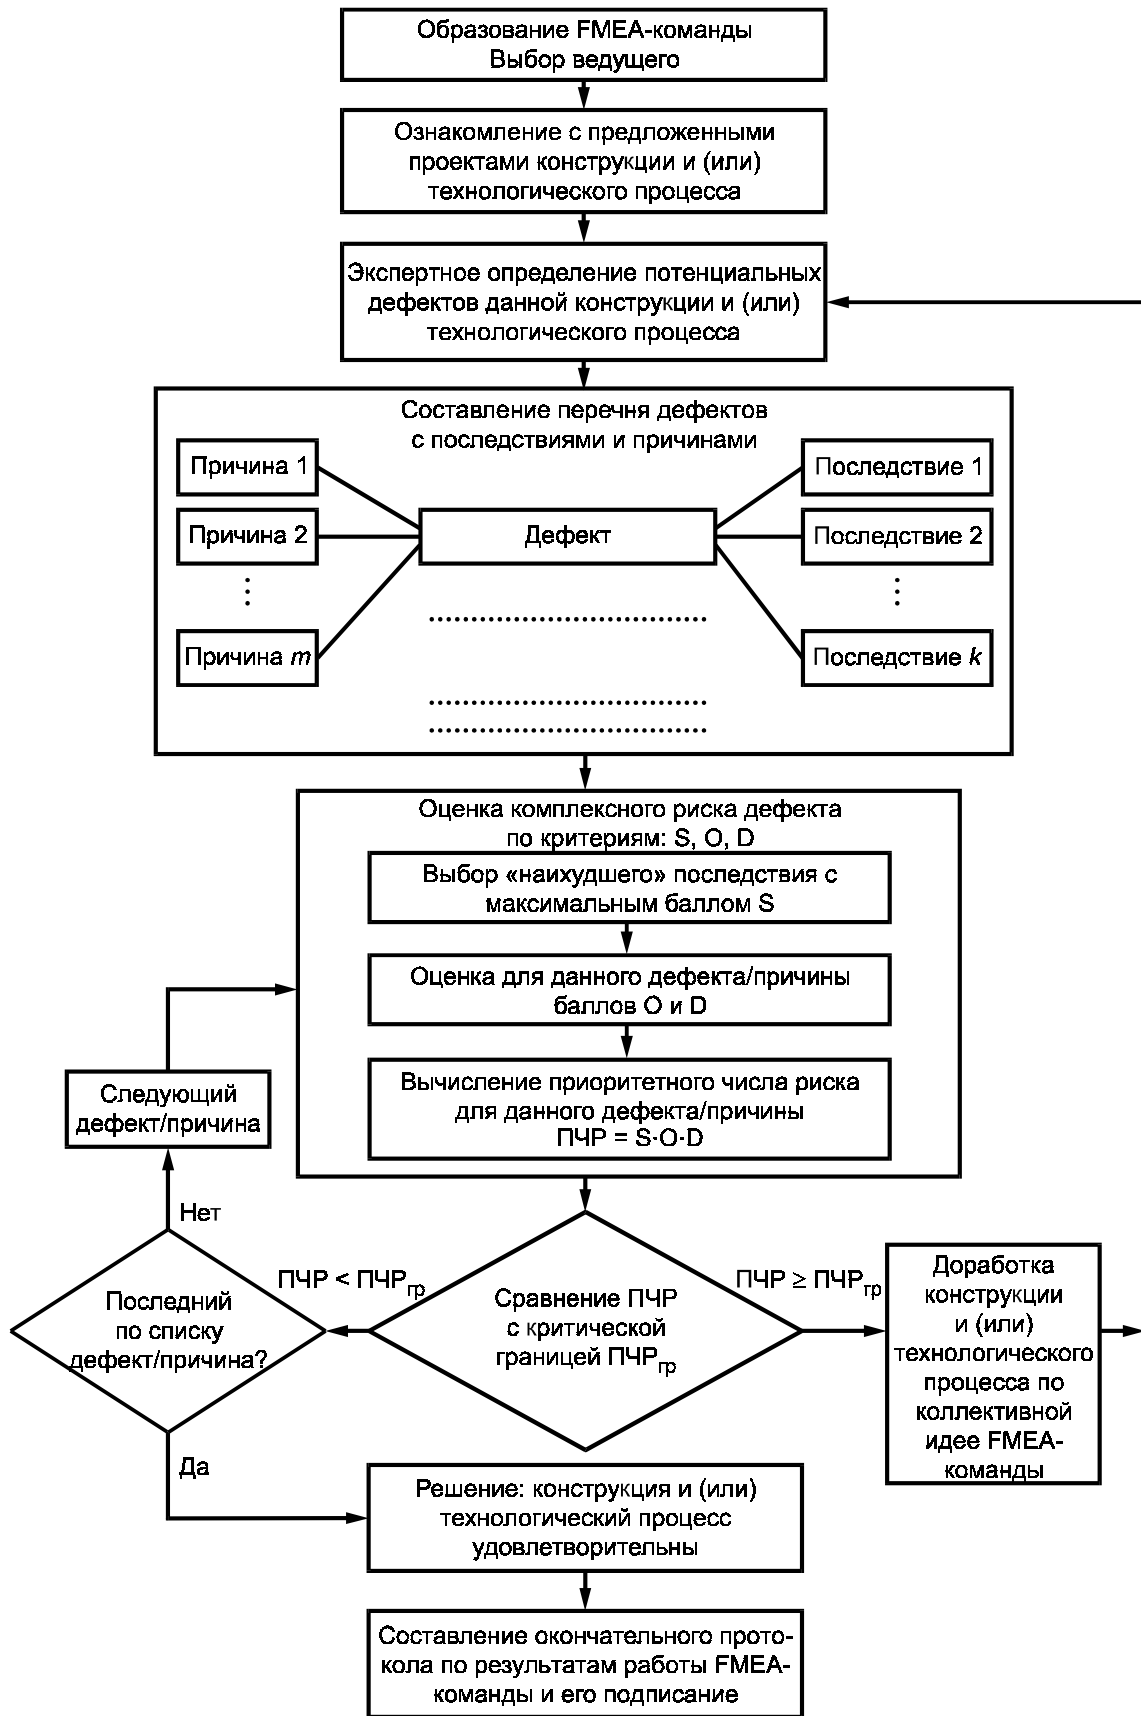 Образование FMEA-команды
Выбор ведущего
Ознакомление с предложенными
проектами конструкции и (или)
технологического процесса
Экспертное определение потенциальных
дефектов данной конструкции и (или)
технологического процесса
Составление перечня дефектов
с последствиями и причинами
Причина 1
Последствие 1
Причина 2
Дефект
Последствие 2
Причина m
Последствие k
Оценка комплексного риска дефекта
по критериям: S, O, D
Выбор «наихудшего» последствия с
максимальным баллом S
Оценка для данного дефекта/причины
баллов O и D
Вычисление приоритетного числа риска
для данного дефекта/причины
ПЧР = S·O·D
Следующий
дефект/причина
Нет
Последний
по списку
дефект/причина?
Да
ПЧР < ПЧРгр
Сравнение ПЧР
с критической
границей ПЧРгр
ПЧР ≥ ПЧРгр
Доработка
конструкции
и (или)
технологического
процесса по
коллективной
идее FMEA-
команды
Решение: конструкция и (или)
технологический процесс
удовлетворительны
Составление окончательного прото-
кола по результатам работы FMEA-
команды и его подписание